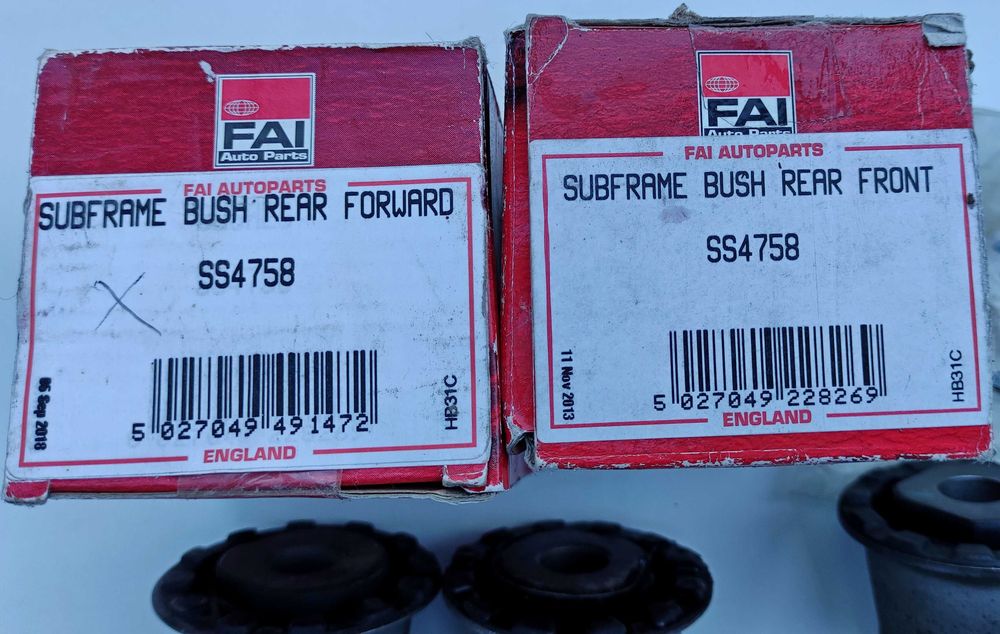 FAI
Auto Parts
FAI AUTOPARTS
SUBFRAME BUSH REAR FORWARD
SS4758
05 Sep 2018
HB31C
5 027049 491472
ENGLAND
FAI
Auto Parts
FAI AUTOPARTS
SUBFRAME BUSH REAR FRONT
SS4758
11 Nov 2013
HB31C
5 027049 228269
ENGLAND